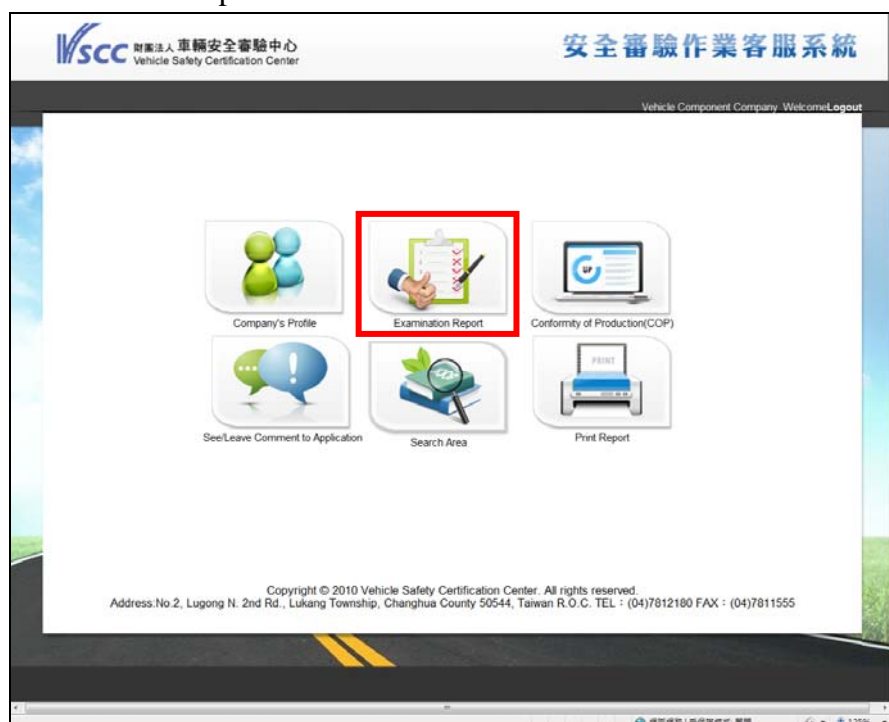 VSCC 財團法人 車輛安全審驗中心
Vehicle Safety Certification Center
安全審驗作業客服系統
Vehicle Component Company WelcomeLogout
UP
Company's Profile
Examination Report
Conformity of Production(COP)
PRINT
See/Leave Comment to Application
Search Area
Print Report
Copyright © 2010 Vehicle Safety Certification Center. All rights reserved.
Address:No.2, Lugong N. 2nd Rd., Lukang Township, Changhua County 50544, Taiwan R.O.C. TEL：(04)7812180 FAX：(04)7811555
125%